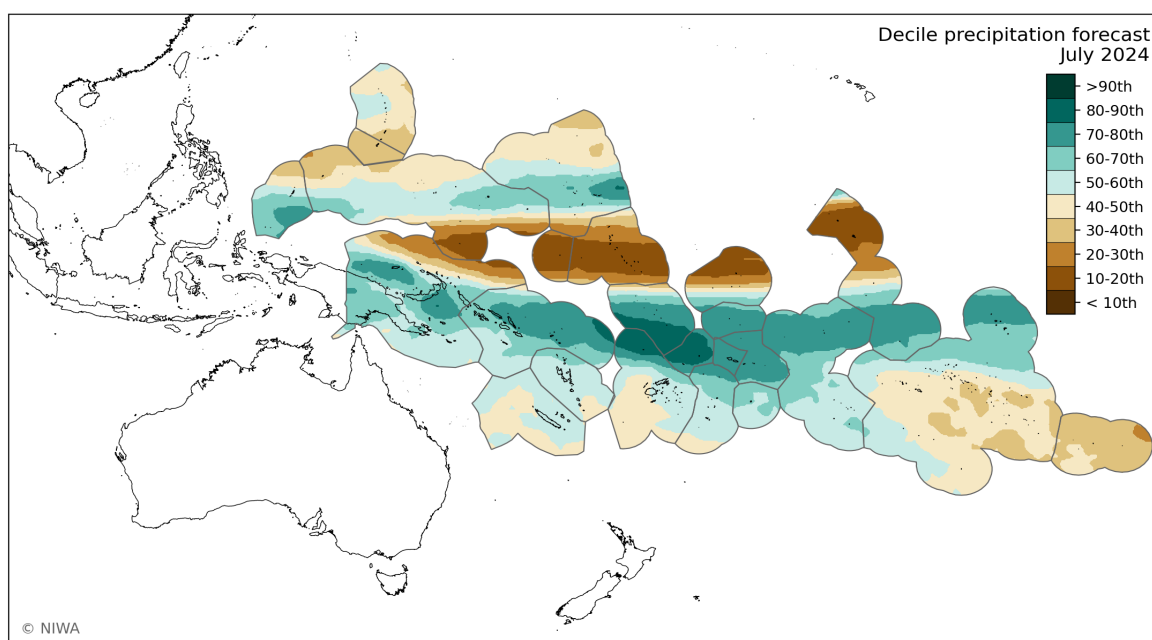 Decile precipitation forecast
July 2024
>90th
80-90th
70-80th
60-70th
50-60th
40-50th
30-40th
20-30th
10-20th
< 10th
© NIWA